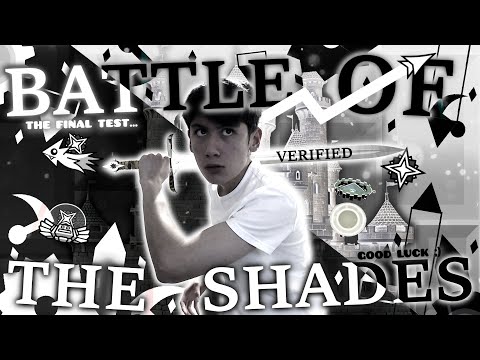 BATTLE OF
THE FINAL TEST...
VERIFIED
GOOD LUCK :)
THE SHADES